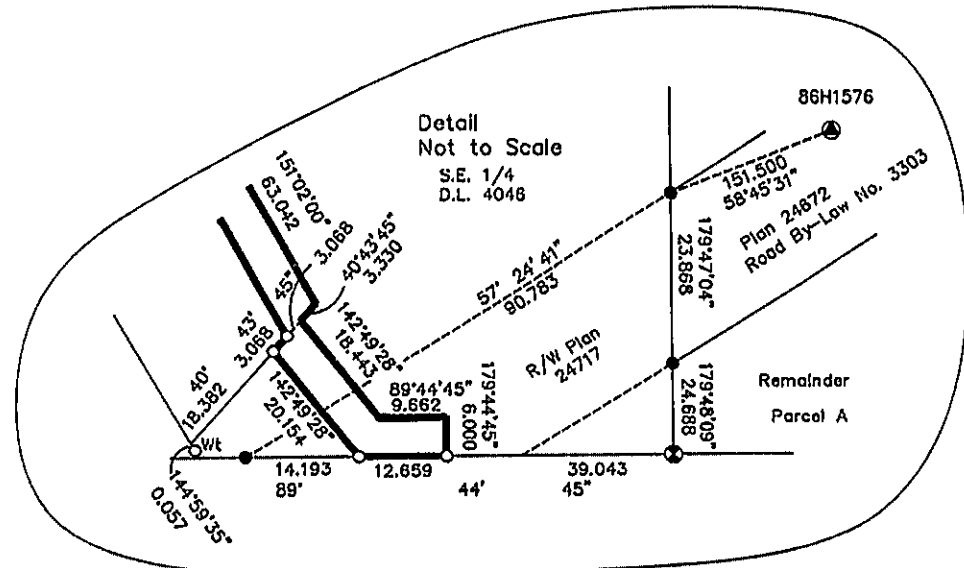 86H1576
Detail
Not to Scale
S.E. 1/4
D.L. 4046
151°02'00"
63.042
3.068
40°43'45"
3.330
151.500
58°45'31"
Plan 24672
Road By-Law No. 3303
179°47'04"
23.868
57° 24' 41"
90.783
40° 43' 45"
18.382
3.068
142°49'28"
18.443
142°49'28"
20.154
R/W Plan
24717
89°44'45"
9.662
179°44'45"
6.000
179°48'09"
24.688
Remainder
Parcel A
Wt
144°59'35"
0.057
14.193 12.659 39.043
89° 44' 45"